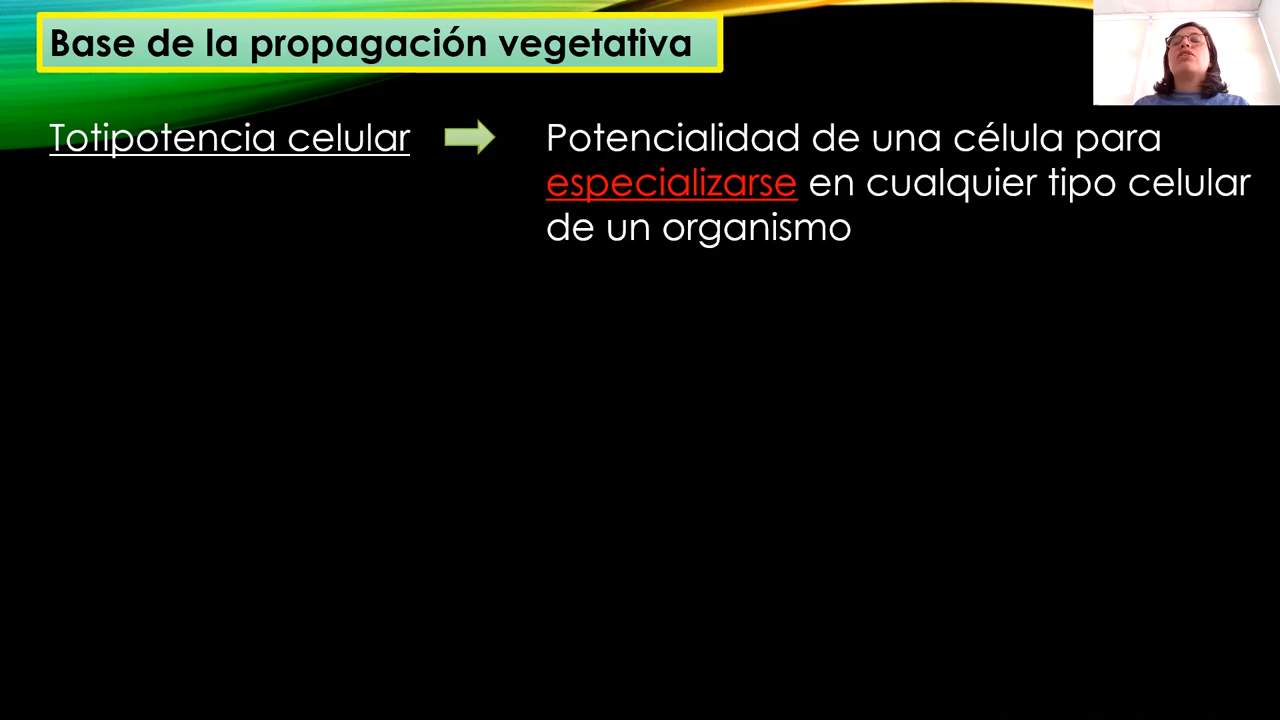 Base de la propagación vegetativa
Totipotencia celular
Potencialidad de una célula para
especializarse en cualquier tipo celular
de un organismo